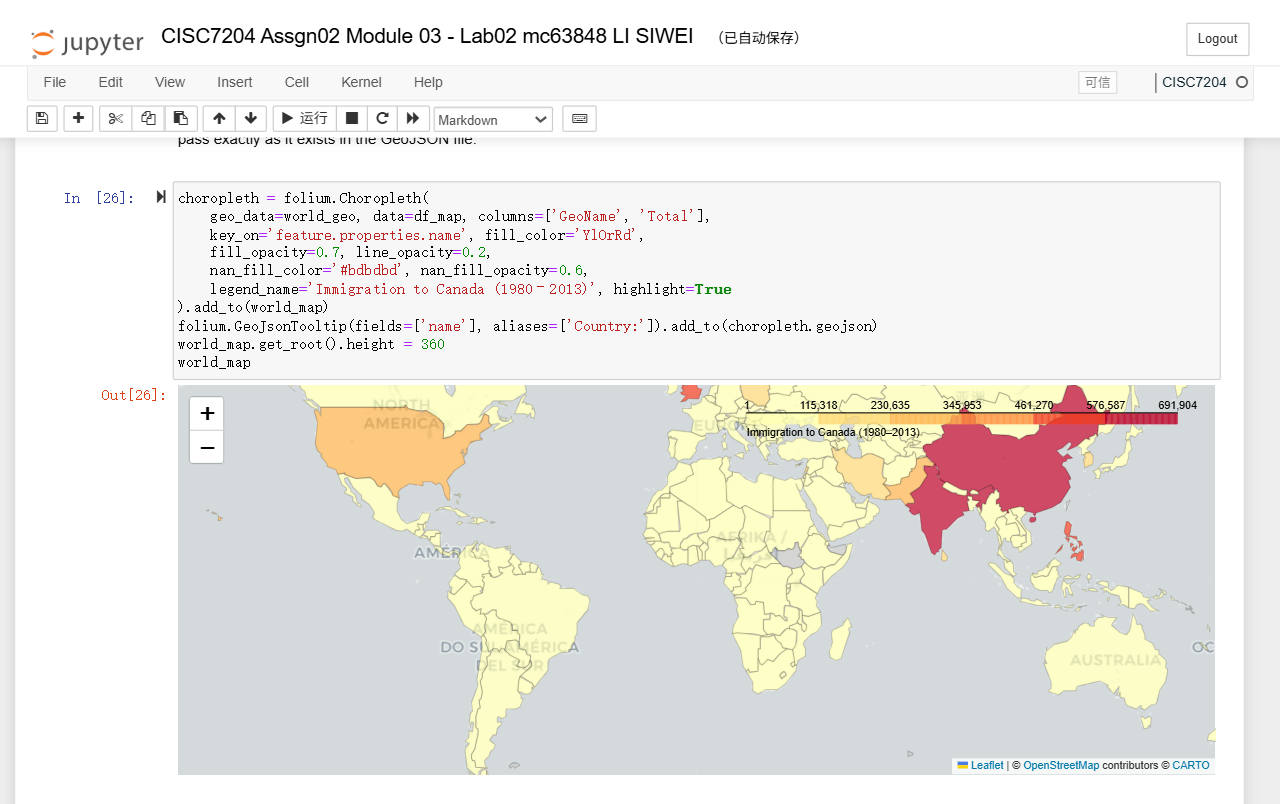 jupyter
CISC7204 Assgn02 Module 03 - Lab02 mc63848 LI SIWEI (已自动保存)
Logout
File Edit View Insert Cell Kernel Help
可信
CISC7204
运行
Markdown
pass exactly as it exists in the GeoJSON file.
In [26]:
choropleth = folium.Choropleth(
geo_data=world_geo, data=df_map, columns=['GeoName', 'Total'],
key_on='feature.properties.name', fill_color='YlOrRd',
fill_opacity=0.7, line_opacity=0.2,
nan_fill_color='#bdbdbd', nan_fill_opacity=0.6,
legend_name='Immigration to Canada (1980–2013)', highlight=True
).add_to(world_map)
folium.GeoJsonTooltip(fields=['name'], aliases=['Country:']).add_to(choropleth.geojson)
world_map.get_root().height = 360
world_map
Out[26]:
+
−
1 115,318 230,635 345,953 461,270 576,587 691,904
Immigration to Canada (1980–2013)
NORTH
AMERICA
AFRIKA /
AMÉRICA
AMÉRICA
DO SUL/AMÉRICA
DEL SUR
AUSTRALIA
OC
Leaflet | © OpenStreetMap contributors © CARTO